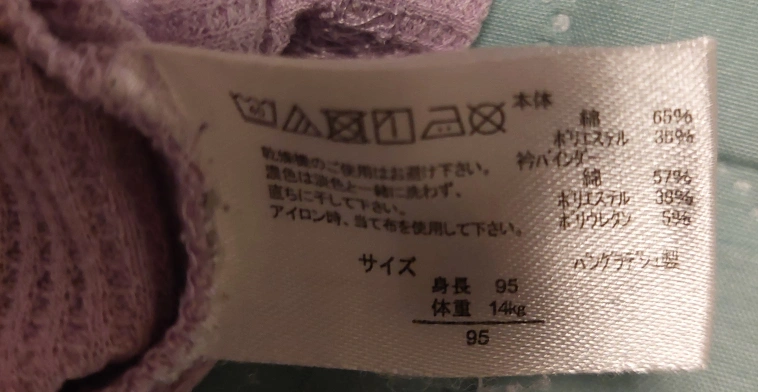 本体
綿 65%
ポリエステル 35%
衿バインダー
綿 57%
ポリエステル 38%
ポリウレタン 5%
乾燥機のご使用はお避け下さい。
濃色は淡色と一緒に洗わず、
直ちに干して下さい。
アイロン時、当て布を使用して下さい。
バングラデシュ製
サイズ
身長 95
体重 14kg
95